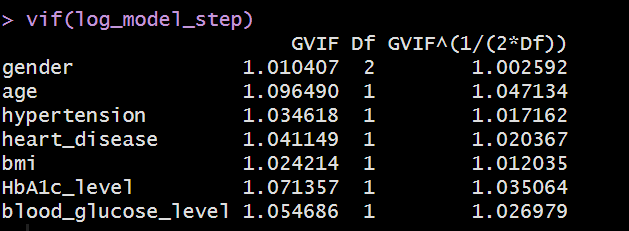 > vif(log_model_step)
GVIF Df GVIF^(1/(2*Df))
gender 1.010407 2 1.002592
age 1.096490 1 1.047134
hypertension 1.034618 1 1.017162
heart_disease 1.041149 1 1.020367
bmi 1.024214 1 1.012035
HbA1c_level 1.071357 1 1.035064
blood_glucose_level 1.054686 1 1.026979